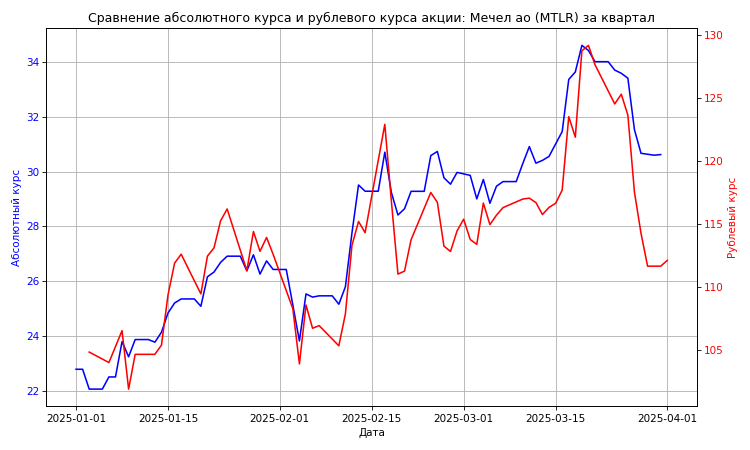 Сравнение абсолютного курса и рублевого курса акции: Мечел ао (MTLR) за квартал
Абсолютный курс
34
32
30
28
26
24
22
130
125
120
115
110
105
Рублевый курс
2025-01-01 2025-01-15 2025-02-01 2025-02-15 2025-03-01 2025-03-15 2025-04-01
Дата